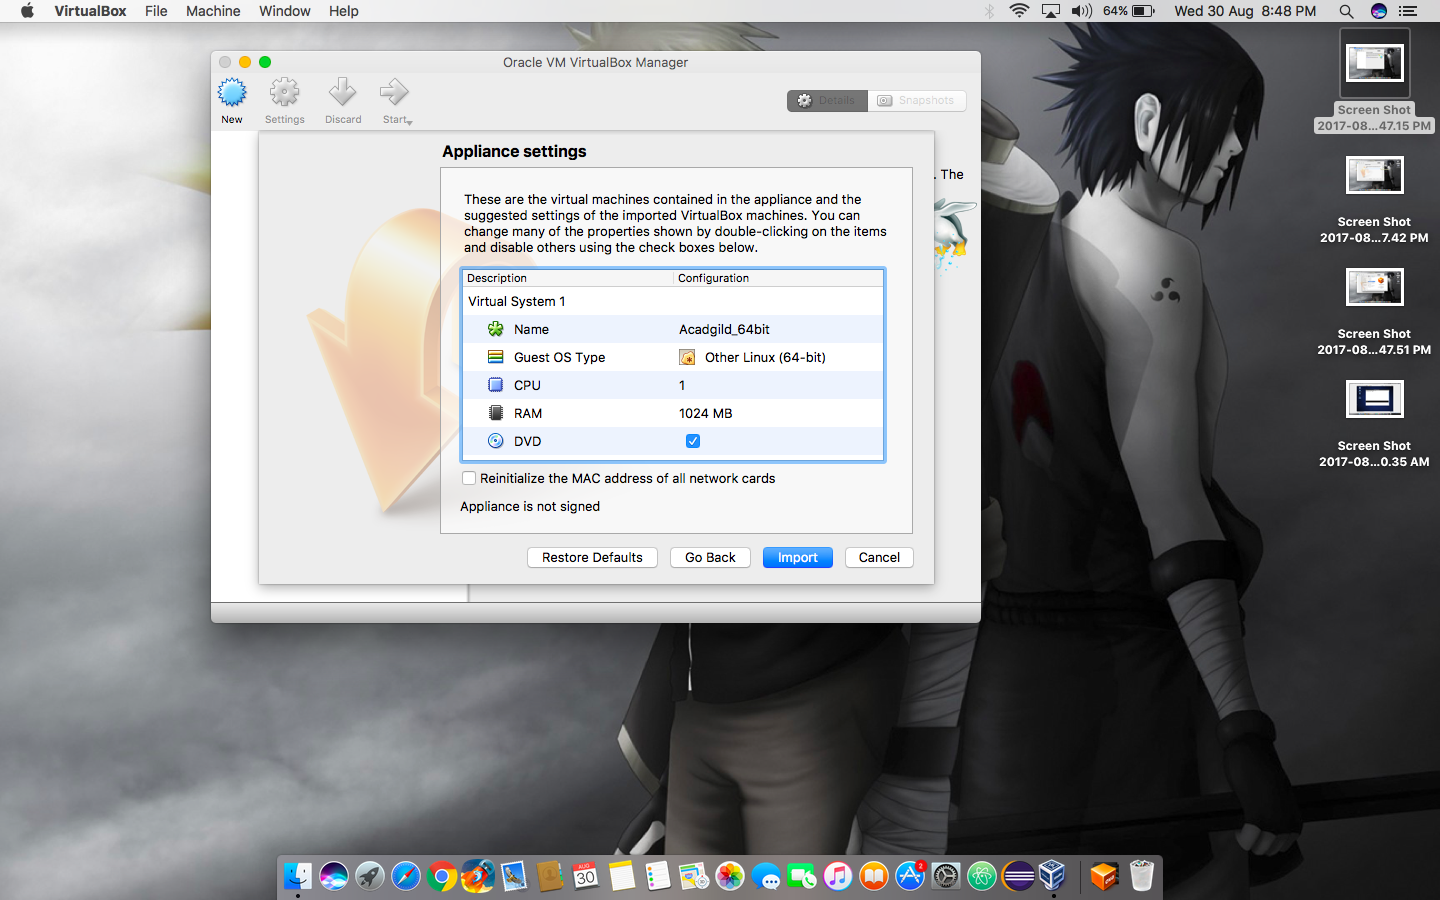 VirtualBox File Machine Window Help 64% Wed 30 Aug 8:48 PM
Oracle VM VirtualBox Manager
New Settings Discard Start
Details Snapshots
Appliance settings
. The
These are the virtual machines contained in the appliance and the
suggested settings of the imported VirtualBox machines. You can
change many of the properties shown by double-clicking on the items
and disable others using the check boxes below.
Description Configuration
Virtual System 1
Name Acadgild_64bit
Guest OS Type Other Linux (64-bit)
CPU 1
RAM 1024 MB
DVD
Reinitialize the MAC address of all network cards
Appliance is not signed
Restore Defaults Go Back Import Cancel
Screen Shot
2017-08...47.15 PM
Screen Shot
2017-08...7.42 PM
Screen Shot
2017-08...47.51 PM
Screen Shot
2017-08...0.35 AM
AUG
30
2